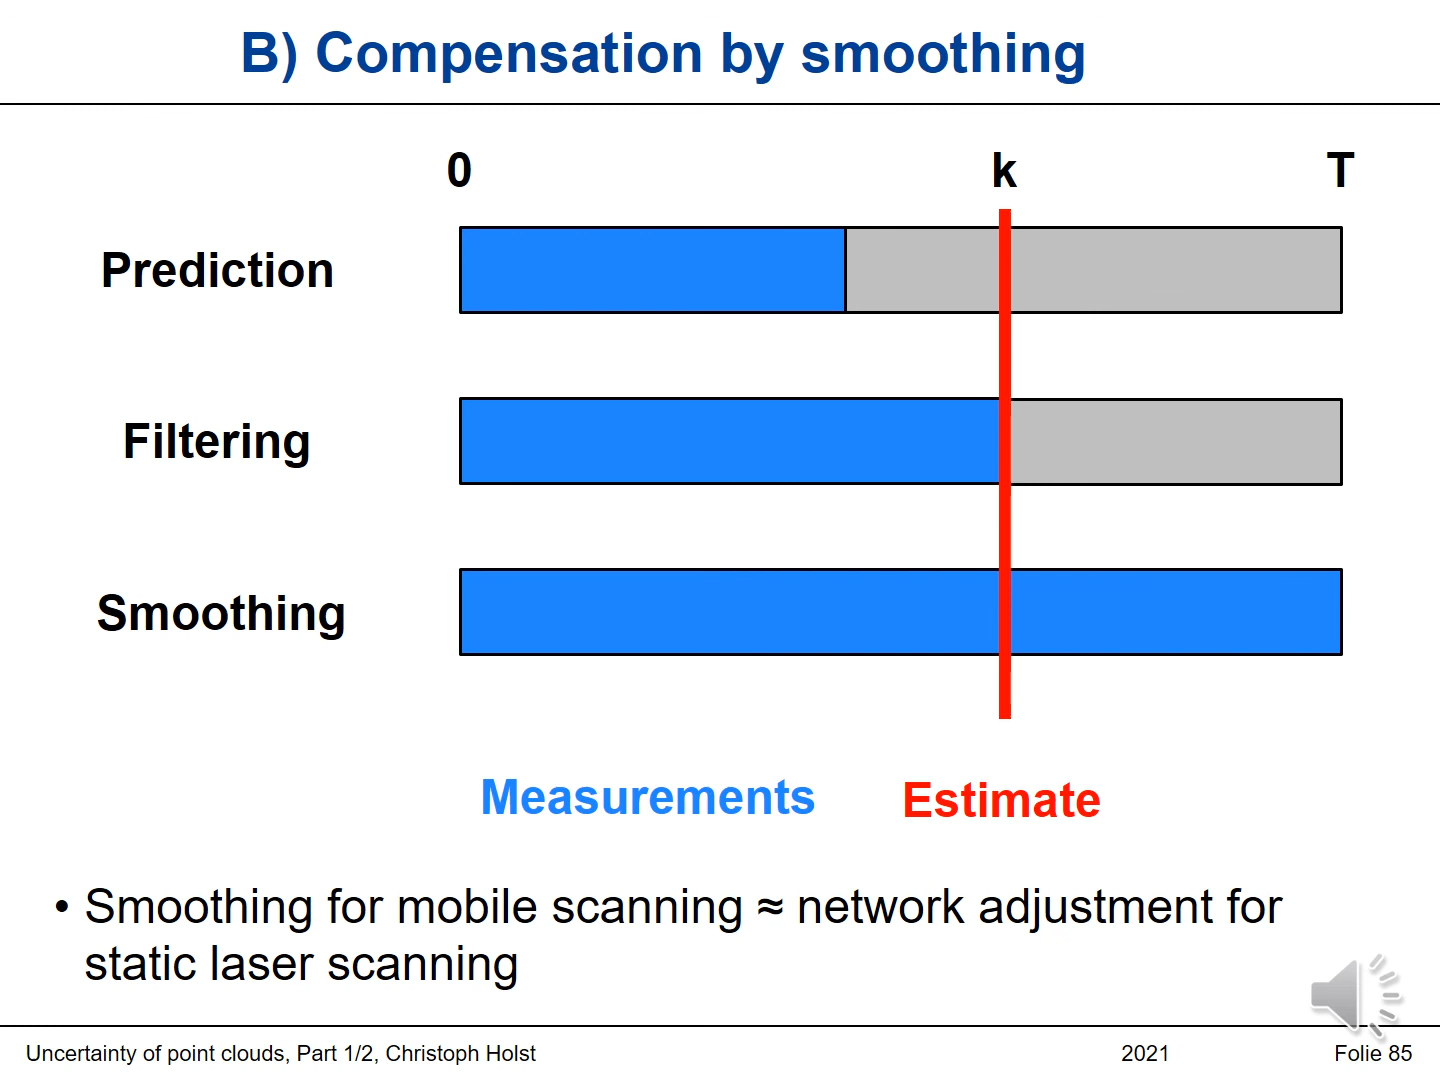 B) Compensation by smoothing
0 k T
Prediction
Filtering
Smoothing
Measurements Estimate
• Smoothing for mobile scanning ≈ network adjustment for
static laser scanning
Uncertainty of point clouds, Part 1/2, Christoph Holst 2021 Folie 85